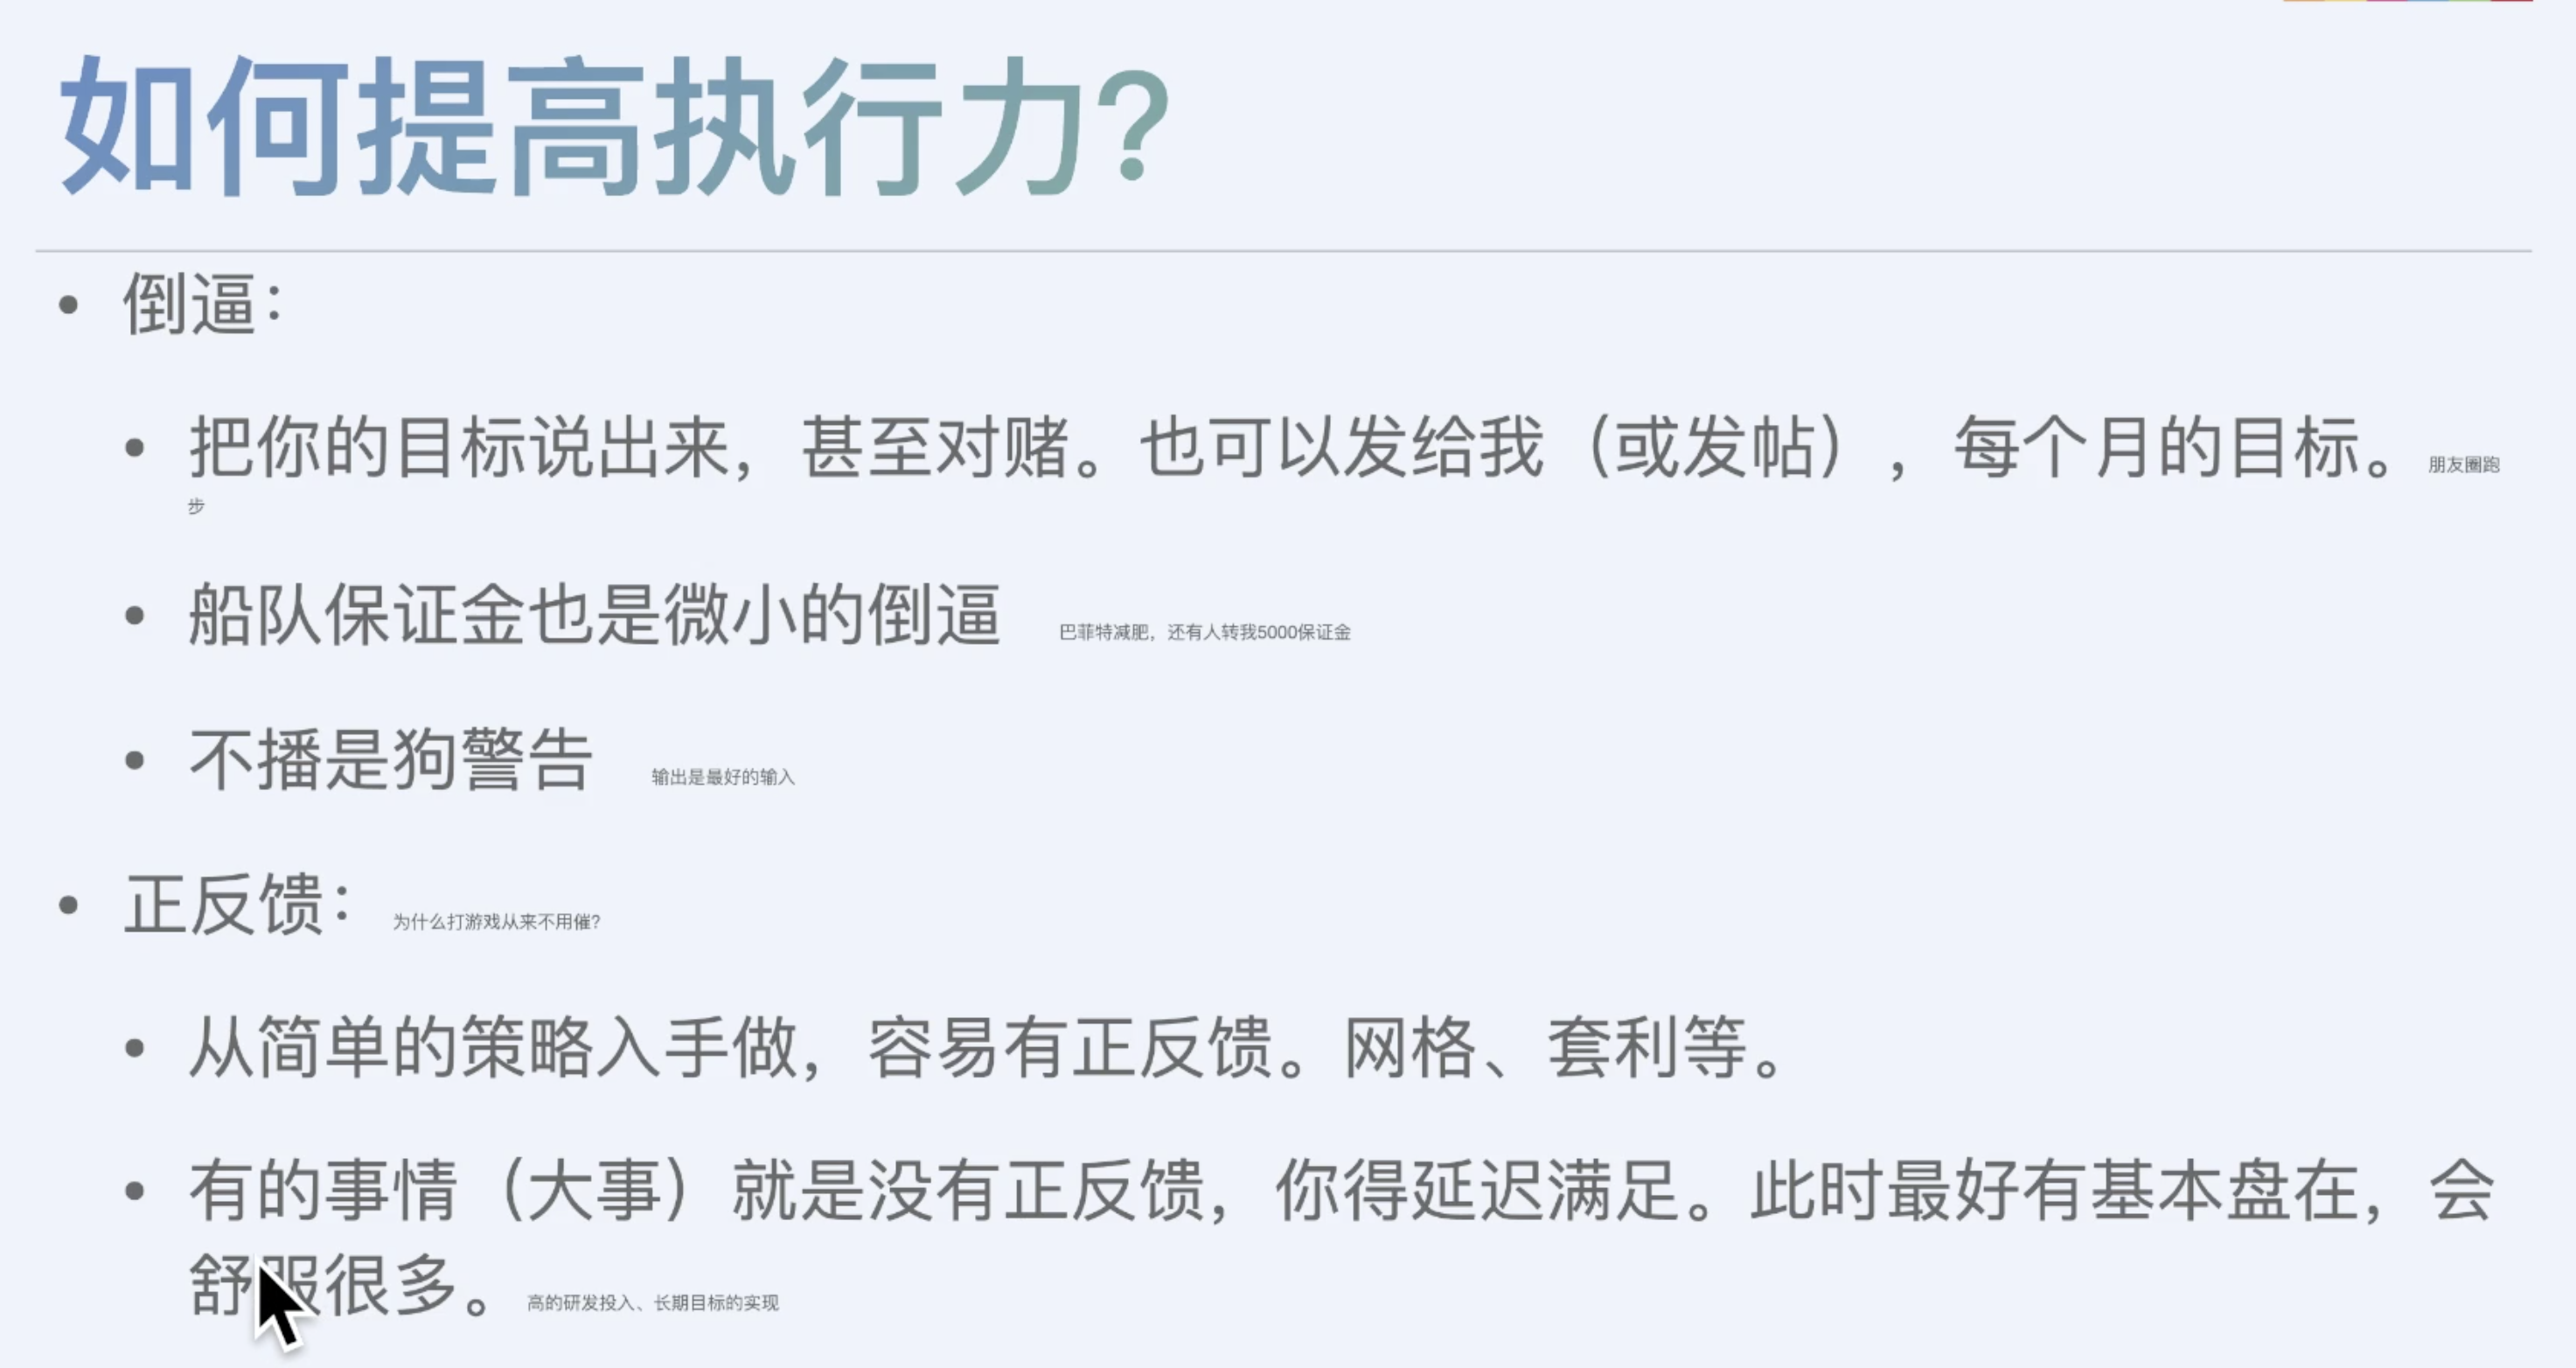 如何提高执行力?
• 倒逼：
• 把你的目标说出来，甚至对赌。也可以发给我（或发帖），每个月的目标。 朋友圈跑
步
• 船队保证金也是微小的倒逼 巴菲特减肥，还有人转我5000保证金
• 不播是狗警告 输出是最好的输入
• 正反馈： 为什么打游戏从来不用催?
• 从简单的策略入手做，容易有正反馈。网格、套利等。
• 有的事情（大事）就是没有正反馈，你得延迟满足。此时最好有基本盘在，会
舒服很多。 高的研发投入、长期目标的实现